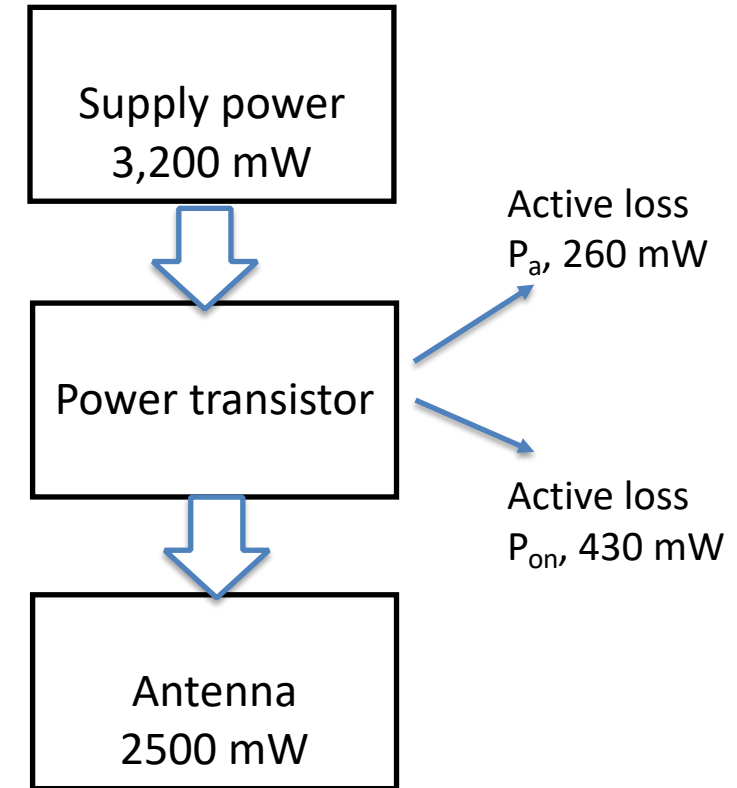 Supply power
3,200 mW
Active loss
Pa, 260 mW
Power transistor
Active loss
Pon, 430 mW
Antenna
2500 mW